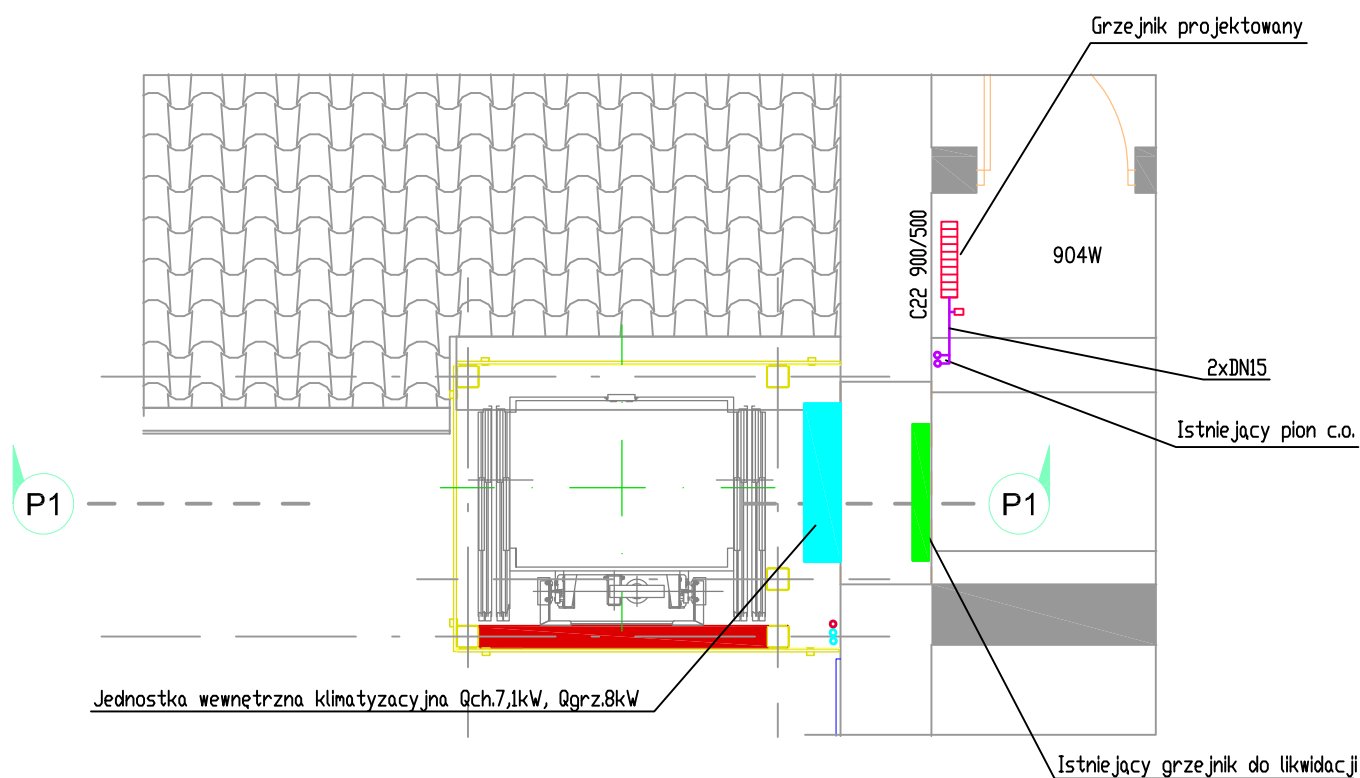 Grzejnik projektowany
C22 900/500
904W
2xDN15
Istniejący pion c.o.
P1
P1
Jednostka wewnętrzna klimatyzacyjna Qch.7,1kW, Qgrz.8kW
Istniejący grzejnik do likwidacji